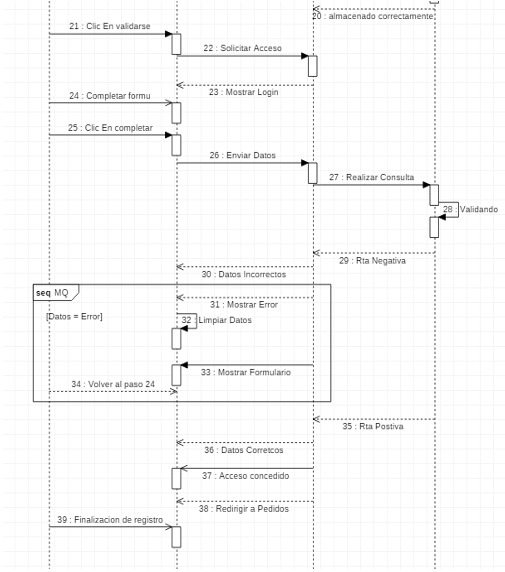 20 : almacenado correctamente
21 : Clic En validarse
22 : Solicitar Acceso
23 : Mostrar Login
24 : Completar formu
25 : Clic En completar
26 : Enviar Datos
27 : Realizar Consulta
28 : Validando
29 : Rta Negativa
30 : Datos Incorrectos
seq MQ
31 : Mostrar Error
[Datos = Error]
32 : Limpiar Datos
33 : Mostrar Formulario
34 : Volver al paso 24
35 : Rta Postiva
36 : Datos Corretcos
37 : Acceso concedido
38 : Redirigir a Pedidos
39 : Finalizacion de registro